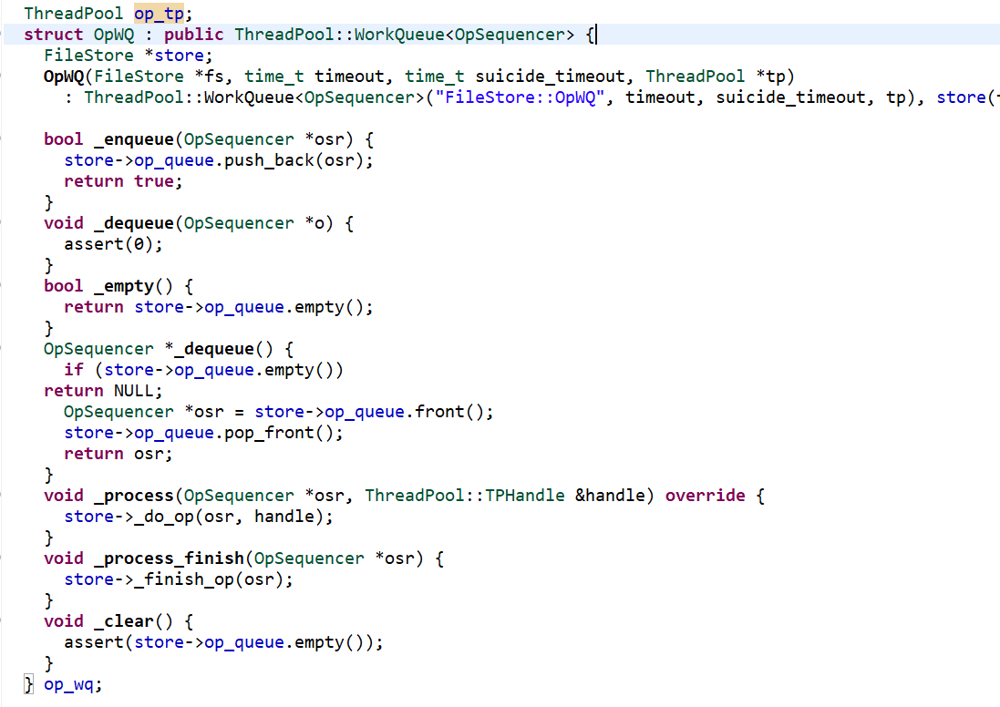 ThreadPool op_tp;
struct OpWQ : public ThreadPool::WorkQueue<OpSequencer> {
FileStore *store;
OpWQ(FileStore *fs, time_t timeout, time_t suicide_timeout, ThreadPool *tp)
: ThreadPool::WorkQueue<OpSequencer>("FileStore::OpWQ", timeout, suicide_timeout, tp), store(
bool _enqueue(OpSequencer *osr) {
store->op_queue.push_back(osr);
return true;
}
void _dequeue(OpSequencer *o) {
assert(0);
}
bool _empty() {
return store->op_queue.empty();
}
OpSequencer *_dequeue() {
if (store->op_queue.empty())
return NULL;
OpSequencer *osr = store->op_queue.front();
store->op_queue.pop_front();
return osr;
}
void _process(OpSequencer *osr, ThreadPool::TPHandle &handle) override {
store->_do_op(osr, handle);
}
void _process_finish(OpSequencer *osr) {
store->_finish_op(osr);
}
void _clear() {
assert(store->op_queue.empty());
}
} op_wq;